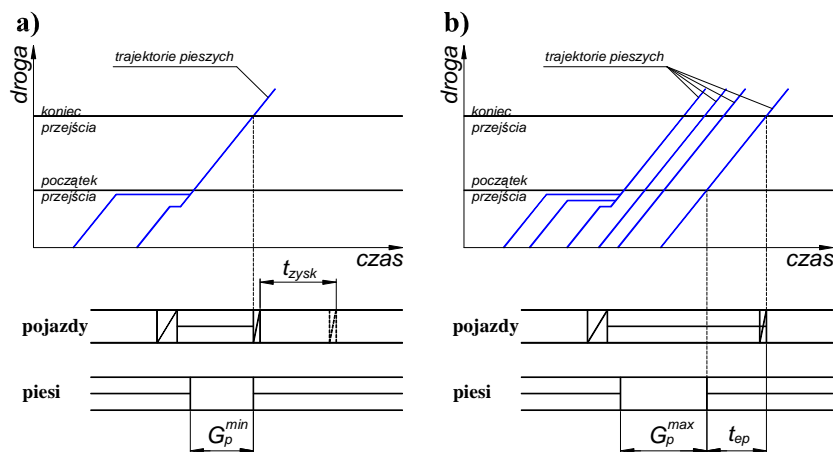 a)
droga
trajektorie pieszych
koniec
przejścia
początek
przejścia
czas
t_zysk
pojazdy
piesi
G_p^min
b)
droga
trajektorie pieszych
koniec
przejścia
początek
przejścia
czas
pojazdy
piesi
G_p^max
t_ep